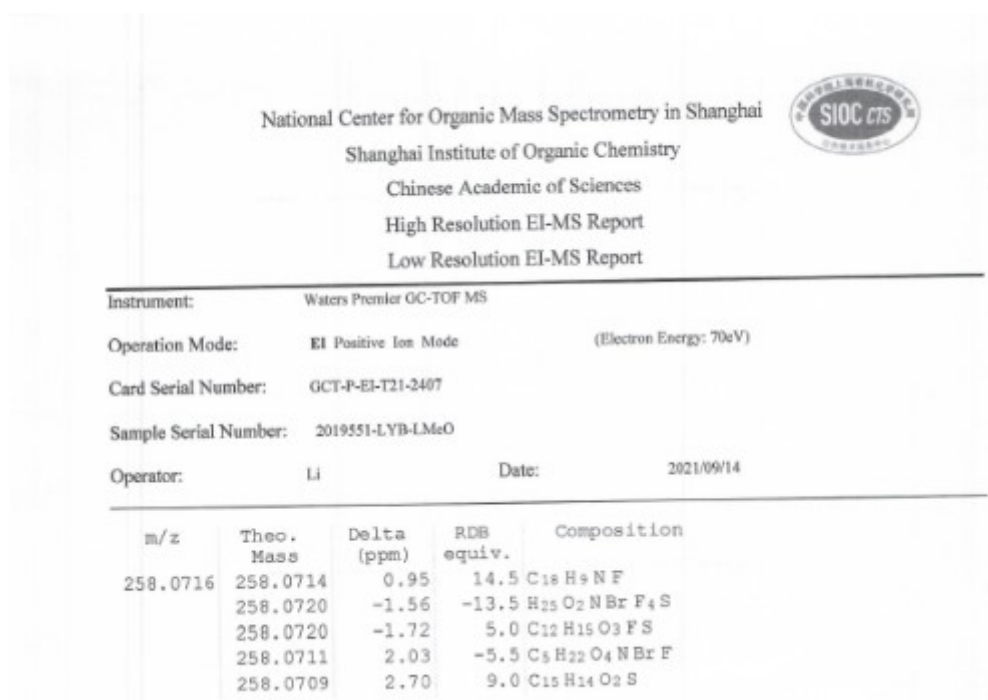 National Center for Organic Mass Spectrometry in Shanghai
SIOC CTS
Shanghai Institute of Organic Chemistry
Chinese Academic of Sciences
High Resolution EI-MS Report
Low Resolution EI-MS Report
Instrument: Waters Premier GC-TOF MS
Operation Mode: EI Positive Ion Mode (Electron Energy: 70eV)
Card Serial Number: GCT-P-EI-T21-2407
Sample Serial Number: 2019551-LYB-LMeO
Operator: Li Date: 2021/09/14
m/z Theo. Delta RDB Composition
Mass (ppm) equiv.
258.0716 258.0714 0.95 14.5 C18 H9 N F
258.0720 -1.56 -13.5 H25 O2 N Br F4 S
258.0720 -1.72 5.0 C12 H15 O3 F S
258.0711 2.03 -5.5 C5 H22 O4 N Br F
258.0709 2.70 9.0 C15 H14 O2 S